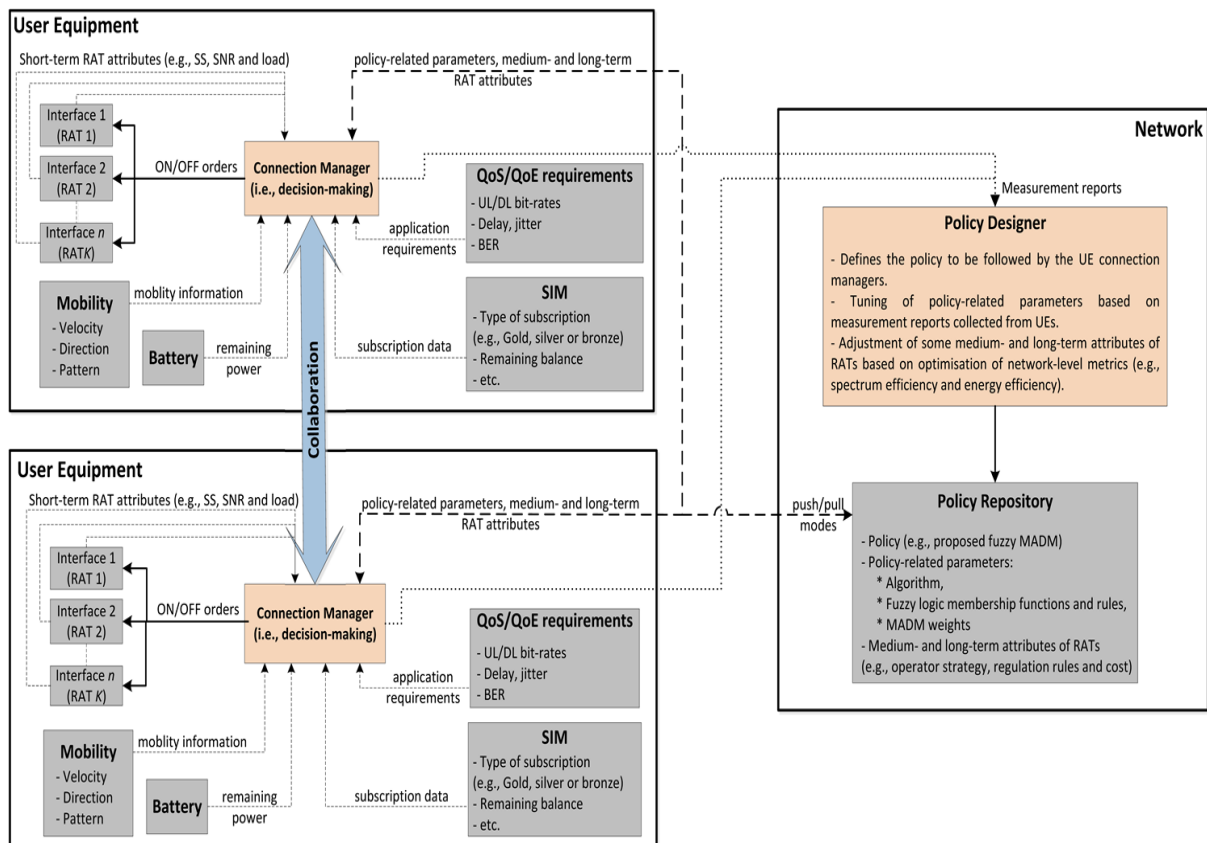 User Equipment
Short-term RAT attributes (e.g., SS, SNR and load)
policy-related parameters, medium- and long-term
RAT attributes
Interface 1
(RAT 1)
Interface 2
(RAT 2)
Interface n
(RATK)
ON/OFF orders
Connection Manager
(i.e., decision-making)
QoS/QoE requirements
- UL/DL bit-rates
- Delay, jitter
- BER
application
requirements
Mobility
- Velocity
- Direction
- Pattern
moblity information
Battery
remaining
power
subscription data
SIM
- Type of subscription
(e.g., Gold, silver or bronze)
- Remaining balance
- etc.
Collaboration
User Equipment
Short-term RAT attributes (e.g., SS, SNR and load)
policy-related parameters, medium- and long-term
RAT attributes
Interface 1
(RAT 1)
Interface 2
(RAT 2)
Interface n
(RAT K)
ON/OFF orders
Connection Manager
(i.e., decision-making)
QoS/QoE requirements
- UL/DL bit-rates
- Delay, jitter
- BER
application
requirements
Mobility
- Velocity
- Direction
- Pattern
moblity information
Battery
remaining
power
subscription data
SIM
- Type of subscription
(e.g., Gold, silver or bronze)
- Remaining balance
- etc.
Network
Measurement reports
Policy Designer
- Defines the policy to be followed by the UE connection
managers.
- Tuning of policy-related parameters based on
measurement reports collected from UEs.
- Adjustment of some medium- and long-term attributes of
RATs based on optimisation of network-level metrics (e.g.,
spectrum efficiency and energy efficiency).
push/pull
modes
Policy Repository
- Policy (e.g., proposed fuzzy MADM)
- Policy-related parameters:
* Algorithm,
* Fuzzy logic membership functions and rules,
* MADM weights
- Medium- and long-term attributes of RATs
(e.g., operator strategy, regulation rules and cost)